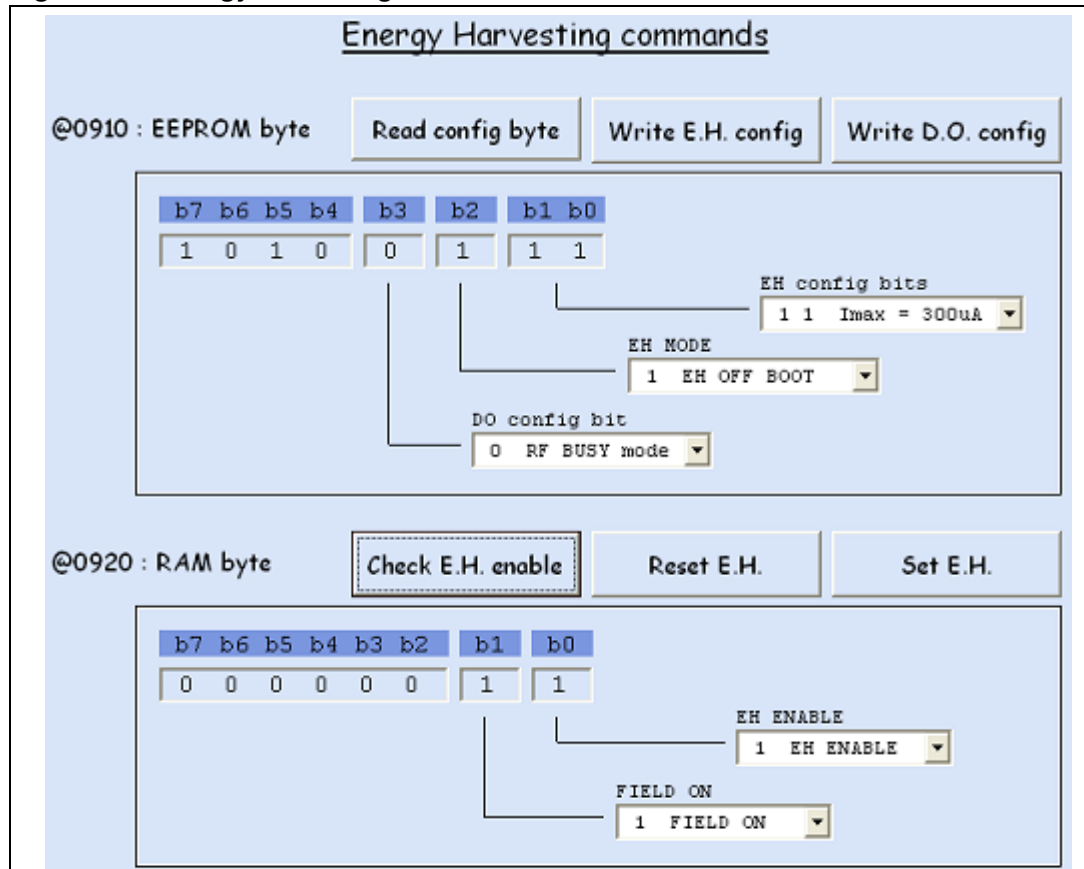 Energy Harvesting commands
@0910 : EEPROM byte Read config byte Write E.H. config Write D.O. config
b7 b6 b5 b4 b3 b2 b1 b0
1 0 1 0 0 1 1 1
EH config bits
1 1 Imax = 300uA
EH MODE
1 EH OFF BOOT
DO config bit
0 RF BUSY mode
@0920 : RAM byte Check E.H. enable Reset E.H. Set E.H.
b7 b6 b5 b4 b3 b2 b1 b0
0 0 0 0 0 0 1 1
EH ENABLE
1 EH ENABLE
FIELD ON
1 FIELD ON